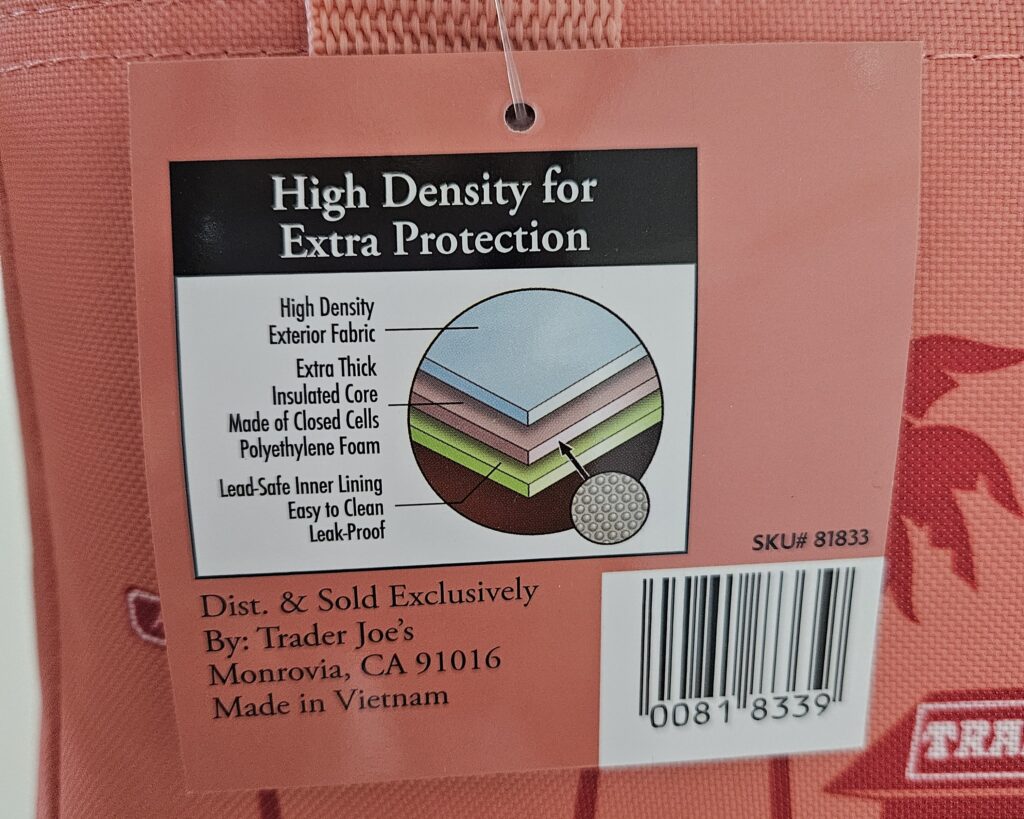 High Density for
Extra Protection
High Density
Exterior Fabric
Extra Thick
Insulated Core
Made of Closed Cells
Polyethylene Foam
Lead-Safe Inner Lining
Easy to Clean
Leak-Proof
SKU# 81833
Dist. & Sold Exclusively
By: Trader Joe's
Monrovia, CA 91016
Made in Vietnam
0081 8339
TRA